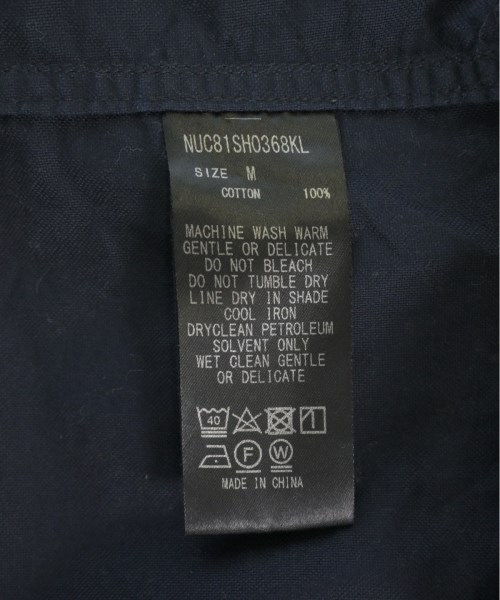 NUC81SH0368KL
SIZE M
COTTON 100%
MACHINE WASH WARM
GENTLE OR DELICATE
DO NOT BLEACH
DO NOT TUMBLE DRY
LINE DRY IN SHADE
COOL IRON
DRYCLEAN PETROLEUM
SOLVENT ONLY
WET CLEAN GENTLE
OR DELICATE
40
F W
MADE IN CHINA